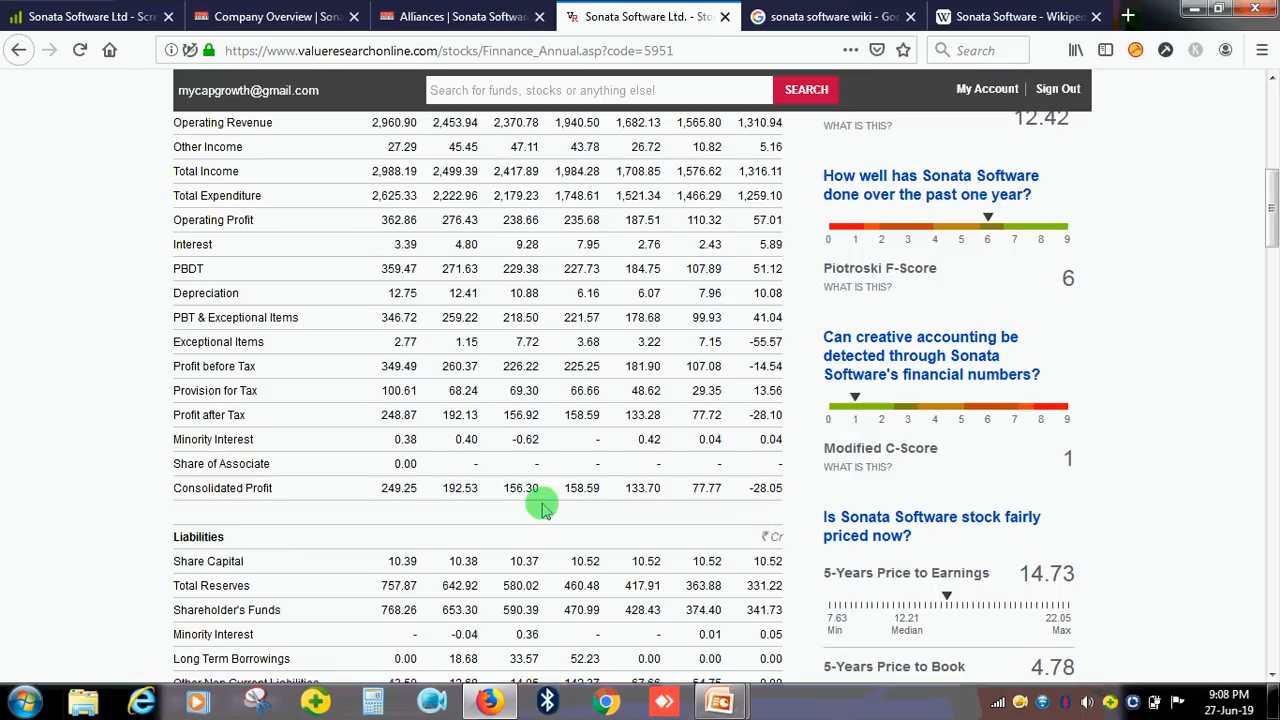 Sonata Software Ltd - Scre
Company Overview | Sona
Alliances | Sonata Software
Sonata Software Ltd. - Sto
sonata software wiki - Goo
Sonata Software - Wikiped
https://www.valueresearchonline.com/stocks/Finnance_Annual.asp?code=5951
Search
mycapgrowth@gmail.com
Search for funds, stocks or anything else!
SEARCH
My Account | Sign Out
Operating Revenue 2,960.90 2,453.94 2,370.78 1,940.50 1,682.13 1,565.80 1,310.94
Other Income 27.29 45.45 47.11 43.78 26.72 10.82 5.16
Total Income 2,988.19 2,499.39 2,417.89 1,984.28 1,708.85 1,576.62 1,316.11
Total Expenditure 2,625.33 2,222.96 2,179.23 1,748.61 1,521.34 1,466.29 1,259.10
Operating Profit 362.86 276.43 238.66 235.68 187.51 110.32 57.01
Interest 3.39 4.80 9.28 7.95 2.76 2.43 5.89
PBDT 359.47 271.63 229.38 227.73 184.75 107.89 51.12
Depreciation 12.75 12.41 10.88 6.16 6.07 7.96 10.08
PBT & Exceptional Items 346.72 259.22 218.50 221.57 178.68 99.93 41.04
Exceptional Items 2.77 1.15 7.72 3.68 3.22 7.15 -55.57
Profit before Tax 349.49 260.37 226.22 225.25 181.90 107.08 -14.54
Provision for Tax 100.61 68.24 69.30 66.66 48.62 29.35 13.56
Profit after Tax 248.87 192.13 156.92 158.59 133.28 77.72 -28.10
Minority Interest 0.38 0.40 -0.62 - 0.42 0.04 0.04
Share of Associate 0.00 - - - - - -
Consolidated Profit 249.25 192.53 156.30 158.59 133.70 77.77 -28.05
Liabilities ₹ Cr
Share Capital 10.39 10.38 10.37 10.52 10.52 10.52 10.52
Total Reserves 757.87 642.92 580.02 460.48 417.91 363.88 331.22
Shareholder's Funds 768.26 653.30 590.39 470.99 428.43 374.40 341.73
Minority Interest - -0.04 0.36 - - 0.01 0.05
Long Term Borrowings 0.00 18.68 33.57 52.23 0.00 0.00 0.00
12.42
WHAT IS THIS?
How well has Sonata Software
done over the past one year?
0 1 2 3 4 5 6 7 8 9
Piotroski F-Score 6
WHAT IS THIS?
Can creative accounting be
detected through Sonata
Software's financial numbers?
0 1 2 3 4 5 6 7 8 9
Modified C-Score 1
WHAT IS THIS?
Is Sonata Software stock fairly
priced now?
5-Years Price to Earnings 14.73
7.63 12.21 22.05
Min Median Max
5-Years Price to Book 4.78
9:08 PM
27-Jun-19